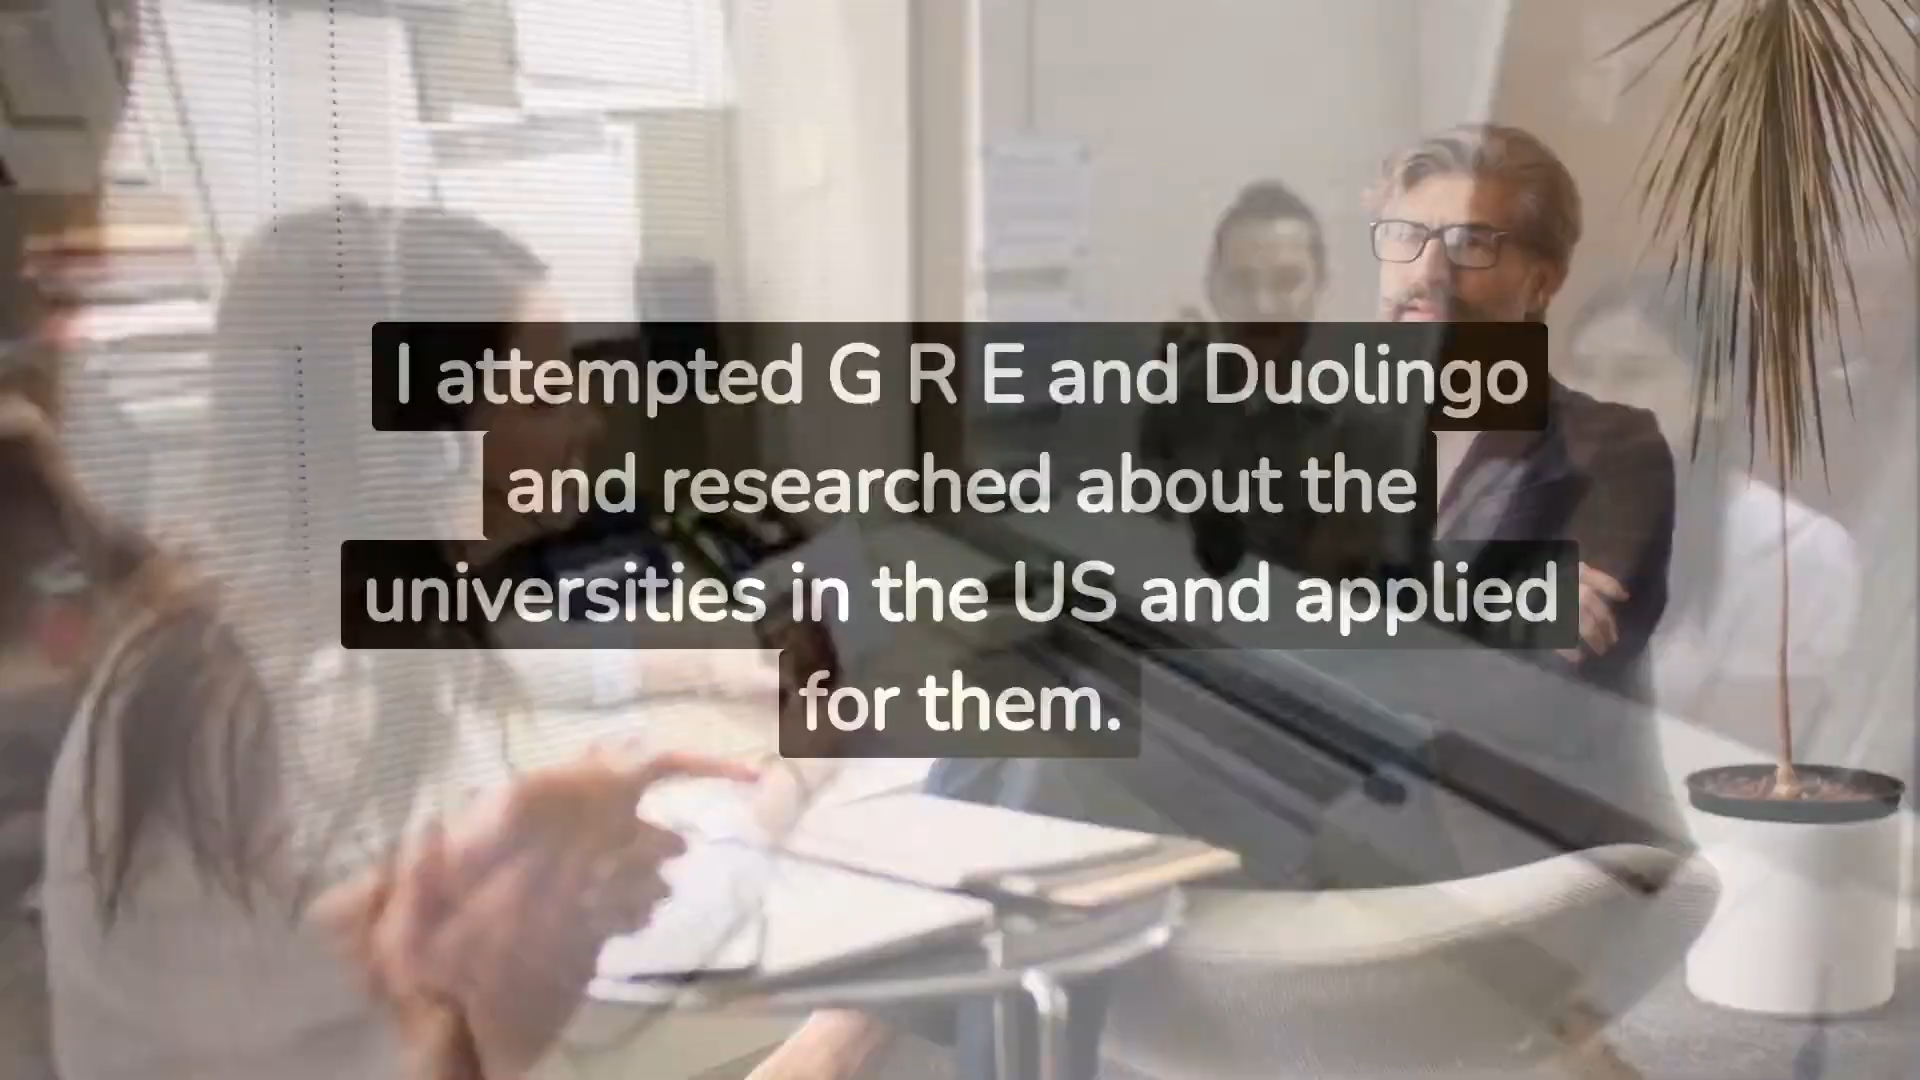 I attempted G R E and Duolingo
and researched about the
universities in the US and applied
for them.